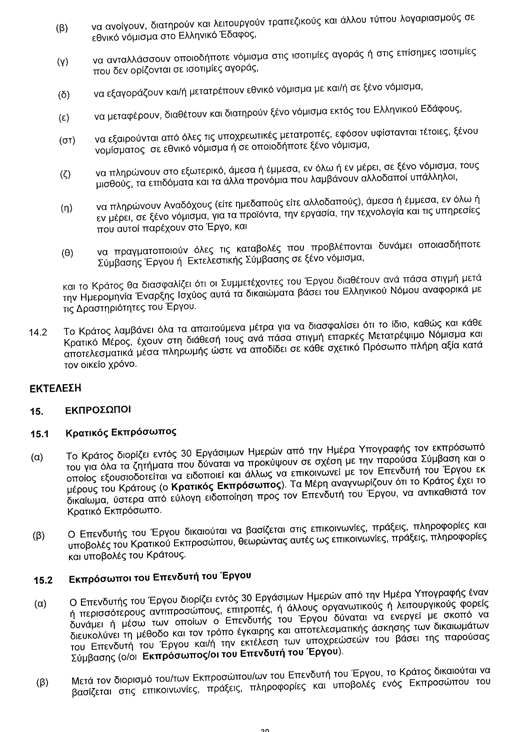 (β) να ανοίγουν, διατηρούν και λειτουργούν τραπεζικούς και άλλου τύπου λογαριασμούς σε
εθνικό νόμισμα στο Ελληνικό Έδαφος,
(γ) να ανταλλάσσουν οποιοδήποτε νόμισμα στις ισοτιμίες αγοράς ή στις επίσημες ισοτιμίες
που δεν ορίζονται σε ισοτιμίες αγοράς,
(δ) να εξαγοράζουν και/ή μετατρέπουν εθνικό νόμισμα με και/ή σε ξένο νόμισμα,
(ε) να μεταφέρουν, διαθέτουν και διατηρούν ξένο νόμισμα εκτός του Ελληνικού Εδάφους,
(στ) να εξαιρούνται από όλες τις υποχρεωτικές μετατροπές, εφόσον υφίστανται τέτοιες, ξένου
νομίσματος σε εθνικό νόμισμα ή σε οποιοδήποτε ξένο νόμισμα,
(ζ) να πληρώνουν στο εξωτερικό, άμεσα ή έμμεσα, εν όλω ή εν μέρει, σε ξένο νόμισμα, τους
μισθούς, τα επιδόματα και τα άλλα προνόμια που λαμβάνουν αλλοδαποί υπάλληλοι,
(η) να πληρώνουν Αναδόχους (είτε ημεδαπούς είτε αλλοδαπούς), άμεσα ή έμμεσα, εν όλω ή
εν μέρει, σε ξένο νόμισμα, για τα προϊόντα, την εργασία, την τεχνολογία και τις υπηρεσίες
που αυτοί παρέχουν στο Έργο, και
(θ) να πραγματοποιούν όλες τις καταβολές που προβλέπονται δυνάμει οποιασδήποτε
Σύμβασης Έργου ή Εκτελεστικής Σύμβασης σε ξένο νόμισμα,
και το Κράτος θα διασφαλίζει ότι οι Συμμετέχοντες του Έργου διαθέτουν ανά πάσα στιγμή μετά
την Ημερομηνία Έναρξης Ισχύος αυτά τα δικαιώματα βάσει του Ελληνικού Νόμου αναφορικά με
τις Δραστηριότητες του Έργου.
14.2 Το Κράτος λαμβάνει όλα τα απαιτούμενα μέτρα για να διασφαλίσει ότι το ίδιο, καθώς και κάθε
Κρατικό Μέρος, έχουν στη διάθεσή τους ανά πάσα στιγμή επαρκές Μετατρέψιμο Νόμισμα και
αποτελεσματικά μέσα πληρωμής ώστε να αποδίδει σε κάθε σχετικό Πρόσωπο πλήρη αξία κατά
τον οικείο χρόνο.
ΕΚΤΕΛΕΣΗ
15. ΕΚΠΡΟΣΩΠΟΙ
15.1 Κρατικός Εκπρόσωπος
(α) Το Κράτος διορίζει εντός 30 Εργάσιμων Ημερών από την Ημέρα Υπογραφής τον εκπρόσωπό
του για όλα τα ζητήματα που δύναται να προκύψουν σε σχέση με την παρούσα Σύμβαση και ο
οποίος εξουσιοδοτείται να ειδοποιεί και άλλως να επικοινωνεί με τον Επενδυτή του Έργου εκ
μέρους του Κράτους (ο Κρατικός Εκπρόσωπος). Τα Μέρη αναγνωρίζουν ότι το Κράτος έχει το
δικαίωμα, ύστερα από εύλογη ειδοποίηση προς τον Επενδυτή του Έργου, να αντικαθιστά τον
Κρατικό Εκπρόσωπο.
(β) Ο Επενδυτής του Έργου δικαιούται να βασίζεται στις επικοινωνίες, πράξεις, πληροφορίες και
υποβολές του Κρατικού Εκπροσώπου, θεωρώντας αυτές ως επικοινωνίες, πράξεις, πληροφορίες
και υποβολές του Κράτους.
15.2 Εκπρόσωποι του Επενδυτή του Έργου
(α) Ο Επενδυτής του Έργου διορίζει εντός 30 Εργάσιμων Ημερών από την Ημέρα Υπογραφής έναν
ή περισσότερους αντιπροσώπους, επιτροπές, ή άλλους οργανωτικούς ή λειτουργικούς φορείς
δυνάμει ή μέσω των οποίων ο Επενδυτής του Έργου δύναται να ενεργεί με σκοπό να
διευκολύνει τη μέθοδο και τον τρόπο έγκαιρης και αποτελεσματικής άσκησης των δικαιωμάτων
του Επενδυτή του Έργου και/ή την εκτέλεση των υποχρεώσεών του βάσει της παρούσας
Σύμβασης (ο/οι Εκπρόσωπος/οι του Επενδυτή του Έργου).
(β) Μετά τον διορισμό του/των Εκπροσώπου/ων του Επενδυτή του Έργου, το Κράτος δικαιούται να
βασίζεται στις επικοινωνίες, πράξεις, πληροφορίες και υποβολές ενός Εκπροσώπου του